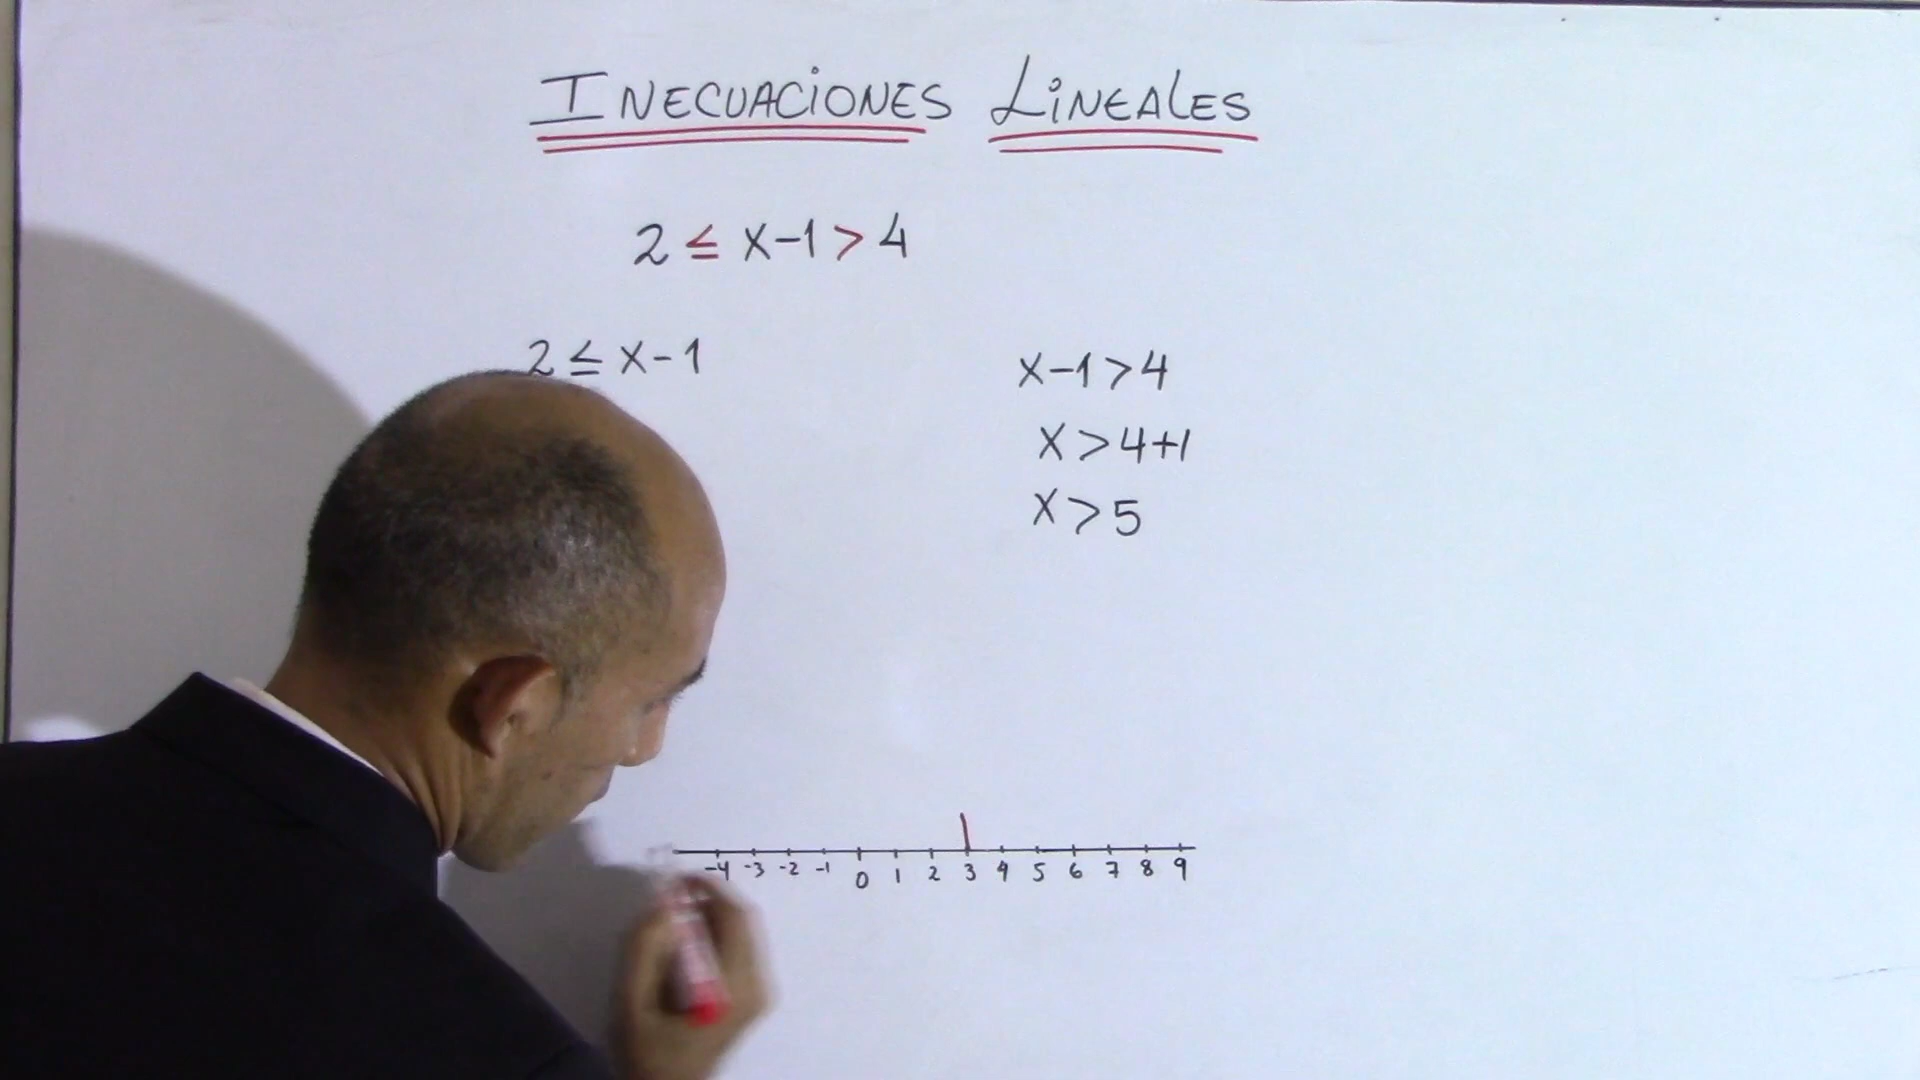 INECUACIONES LINEALES
2 ≤ x-1 > 4
2 ≤ x-1
x-1>4
x>4+1
x>5
-4 -3 -2 -1 0 1 2 3 4 5 6 7 8 9